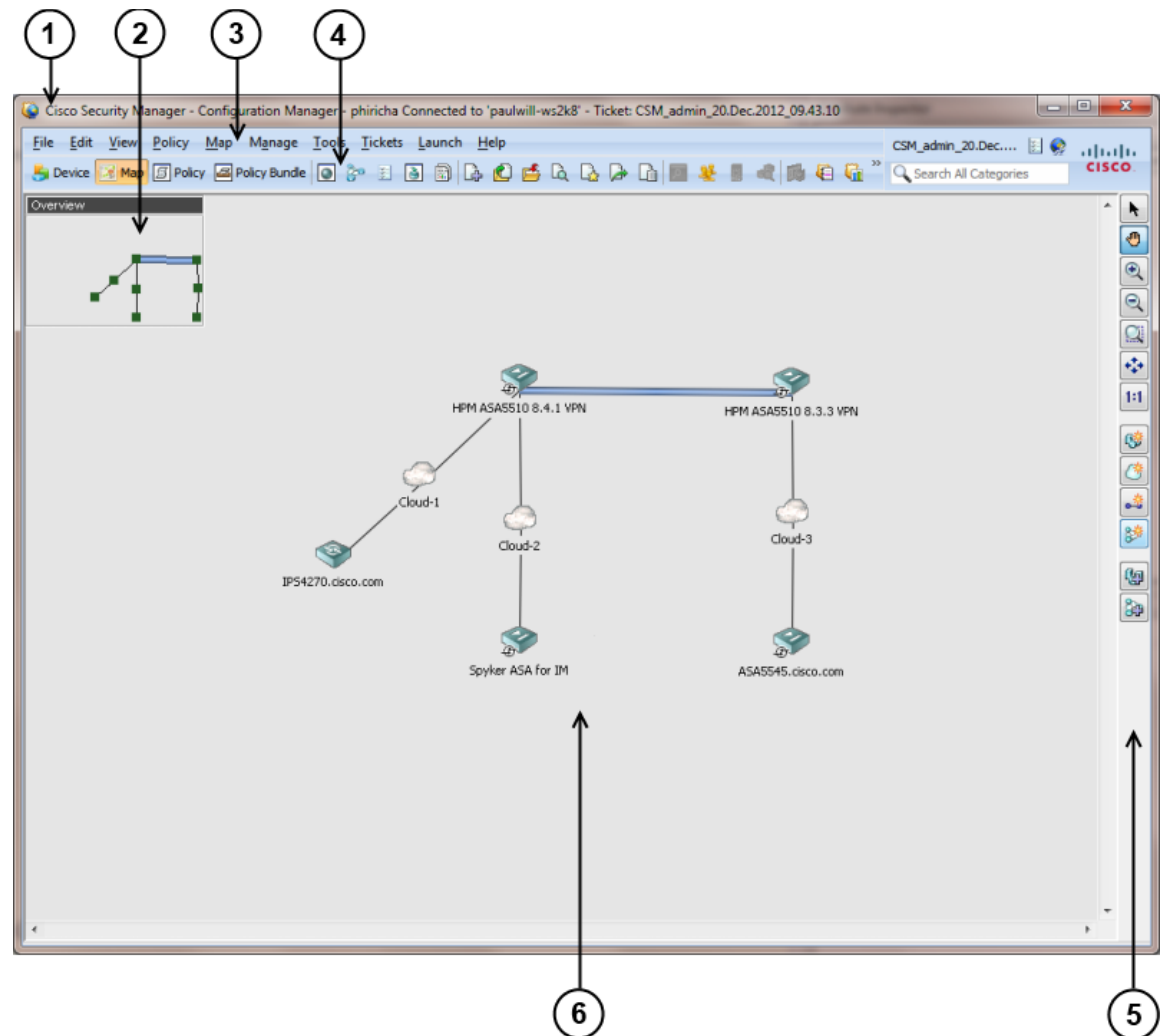 1
2
3
4
Cisco Security Manager - Configuration Manager - phiricha Connected to 'paulwill-ws2k8' - Ticket: CSM_admin_20.Dec.2012_09.43.10
File Edit View Policy Map Manage Tools Tickets Launch Help
CSM_admin_20.Dec....
CISCO
Device Map Policy Policy Bundle
»
Search All Categories
Overview
1:1
HPM ASA5510 8.4.1 VPN
HPM ASA5510 8.3.3 VPN
Cloud-1
Cloud-2
Cloud-3
IPS4270.cisco.com
Spyker ASA for IM
ASA5545.cisco.com
6
5